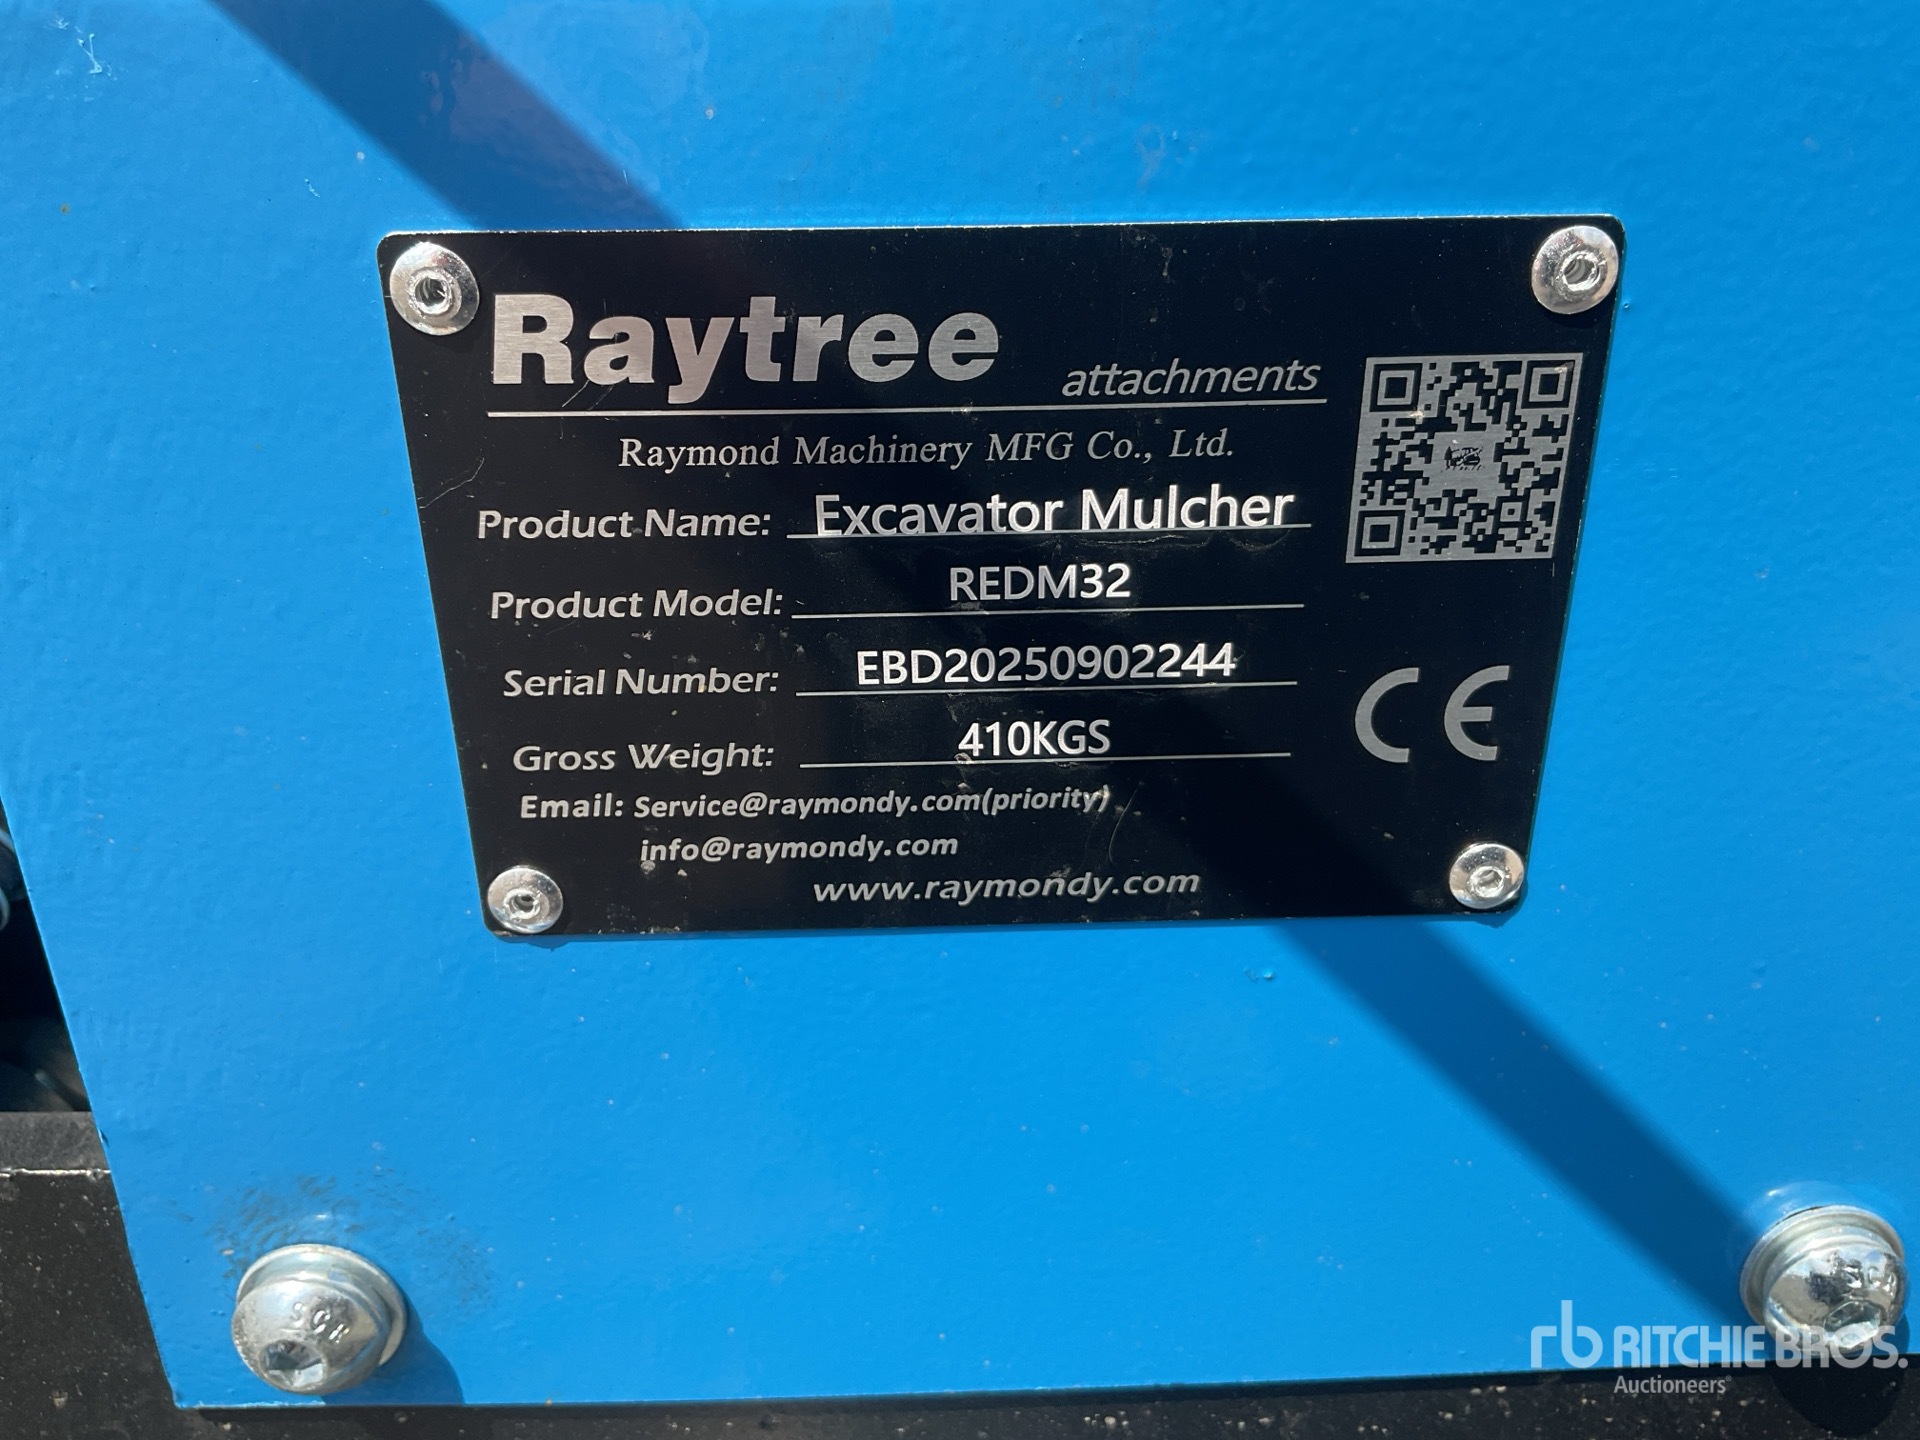 Raytree
attachments
Raymond Machinery MFG Co., Ltd.
Product Name: Excavator Mulcher
Product Model: REDM32
Serial Number: EBD20250902244
Gross Weight: 410KGS
CE
Email: Service@raymondy.com(priority)
info@raymondy.com
www.raymondy.com
rb RITCHIE BROS.
Auctioneers